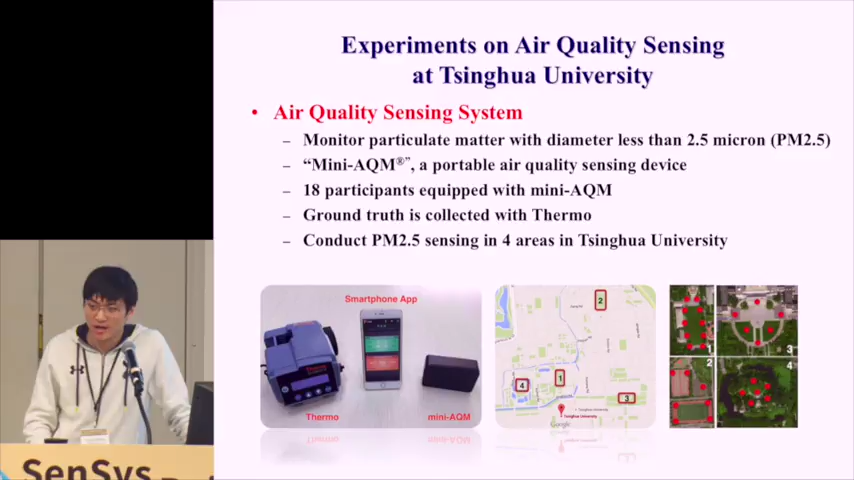 Experiments on Air Quality Sensing
at Tsinghua University
• Air Quality Sensing System
– Monitor particulate matter with diameter less than 2.5 micron (PM2.5)
– “Mini-AQM®”, a portable air quality sensing device
– 18 participants equipped with mini-AQM
– Ground truth is collected with Thermo
– Conduct PM2.5 sensing in 4 areas in Tsinghua University
Smartphone App
Thermo
mini-AQM
2
1
4
3
Tsinghua University
Google
1
3
2
4
SenSys